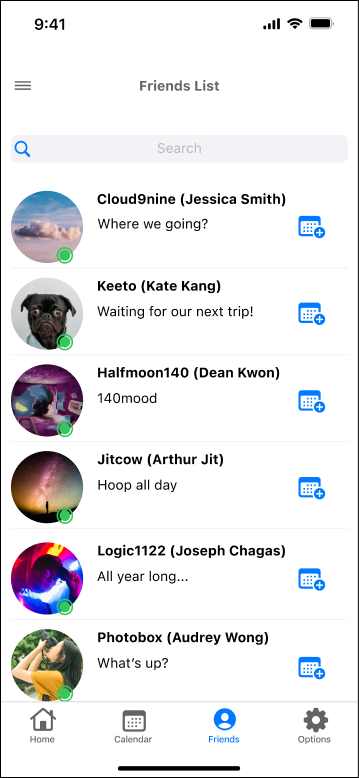 9:41
Friends List
Search
Cloud9nine (Jessica Smith)
Where we going?
Keeto (Kate Kang)
Waiting for our next trip!
Halfmoon140 (Dean Kwon)
140mood
Jitcow (Arthur Jit)
Hoop all day
Logic1122 (Joseph Chagas)
All year long...
Photobox (Audrey Wong)
What's up?
Home Calendar Friends Options